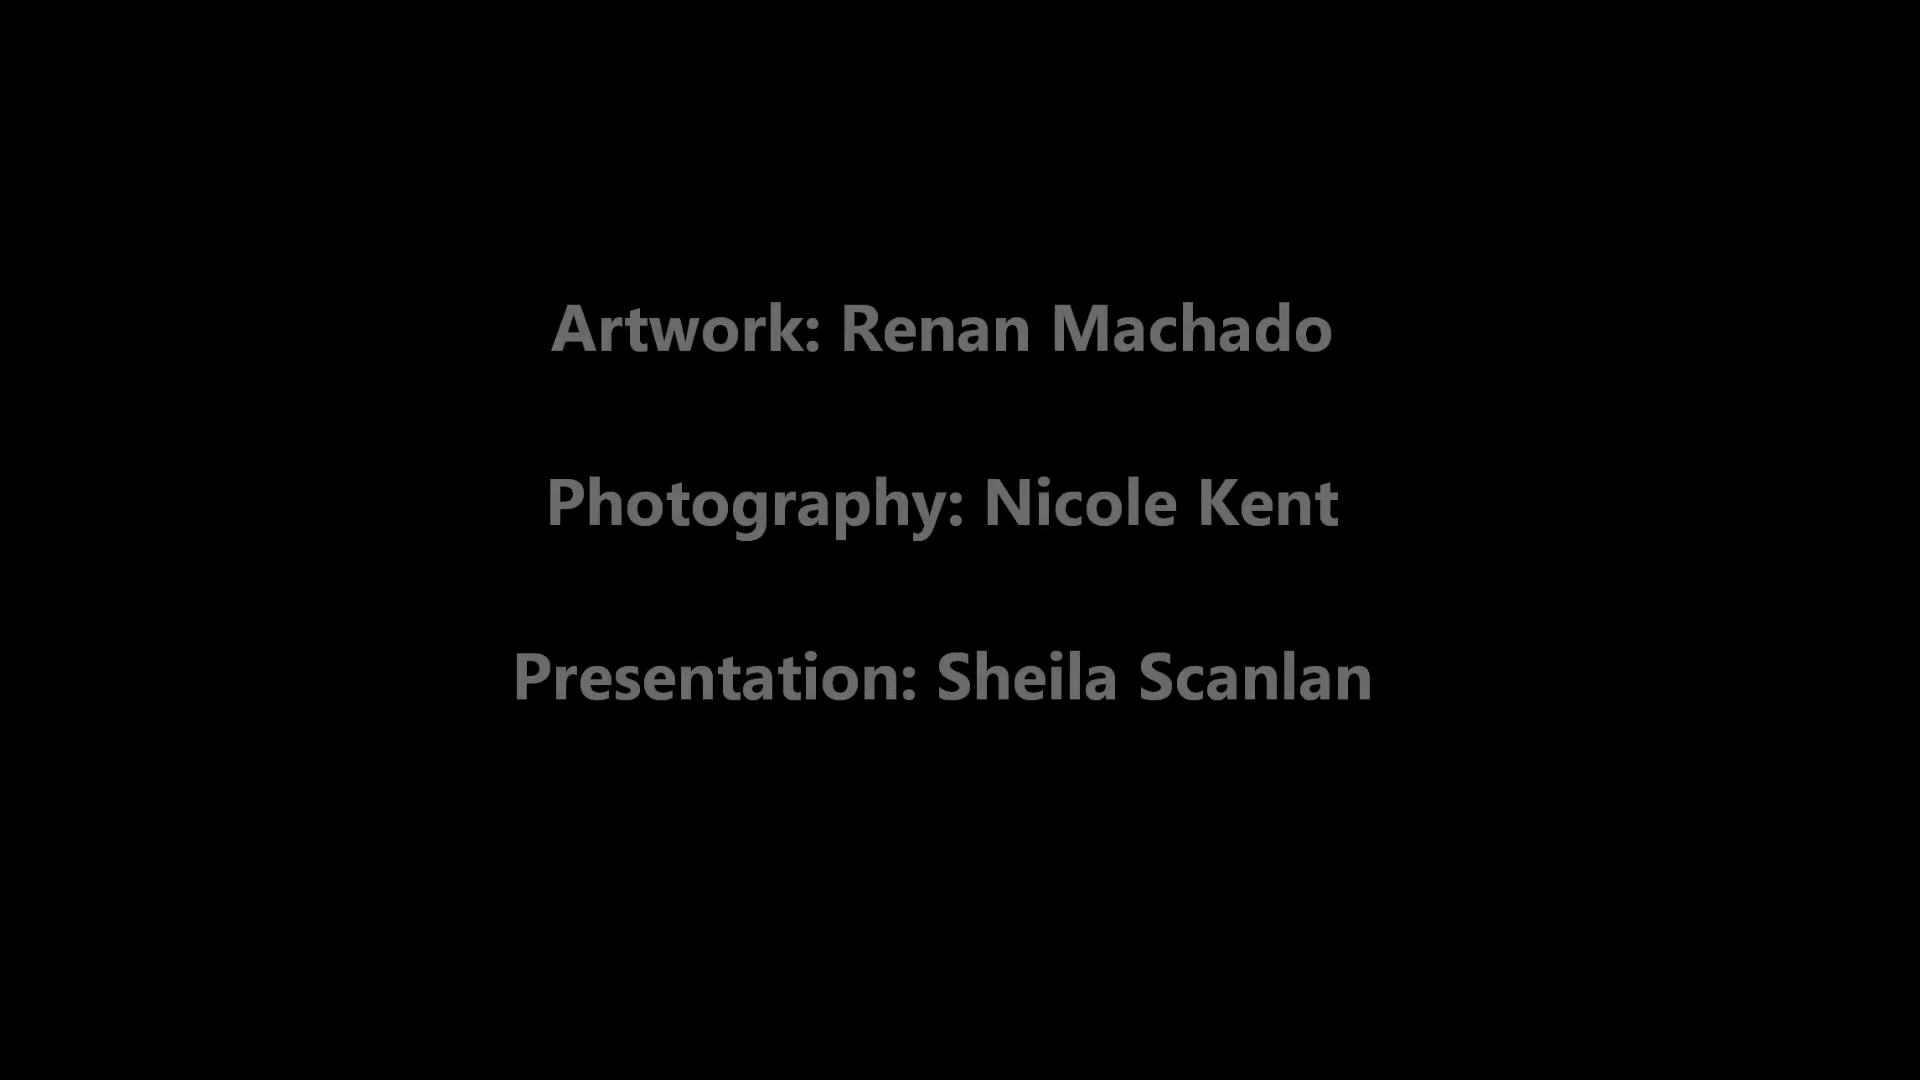 Artwork: Renan Machado
Photography: Nicole Kent
Presentation: Sheila Scanlan